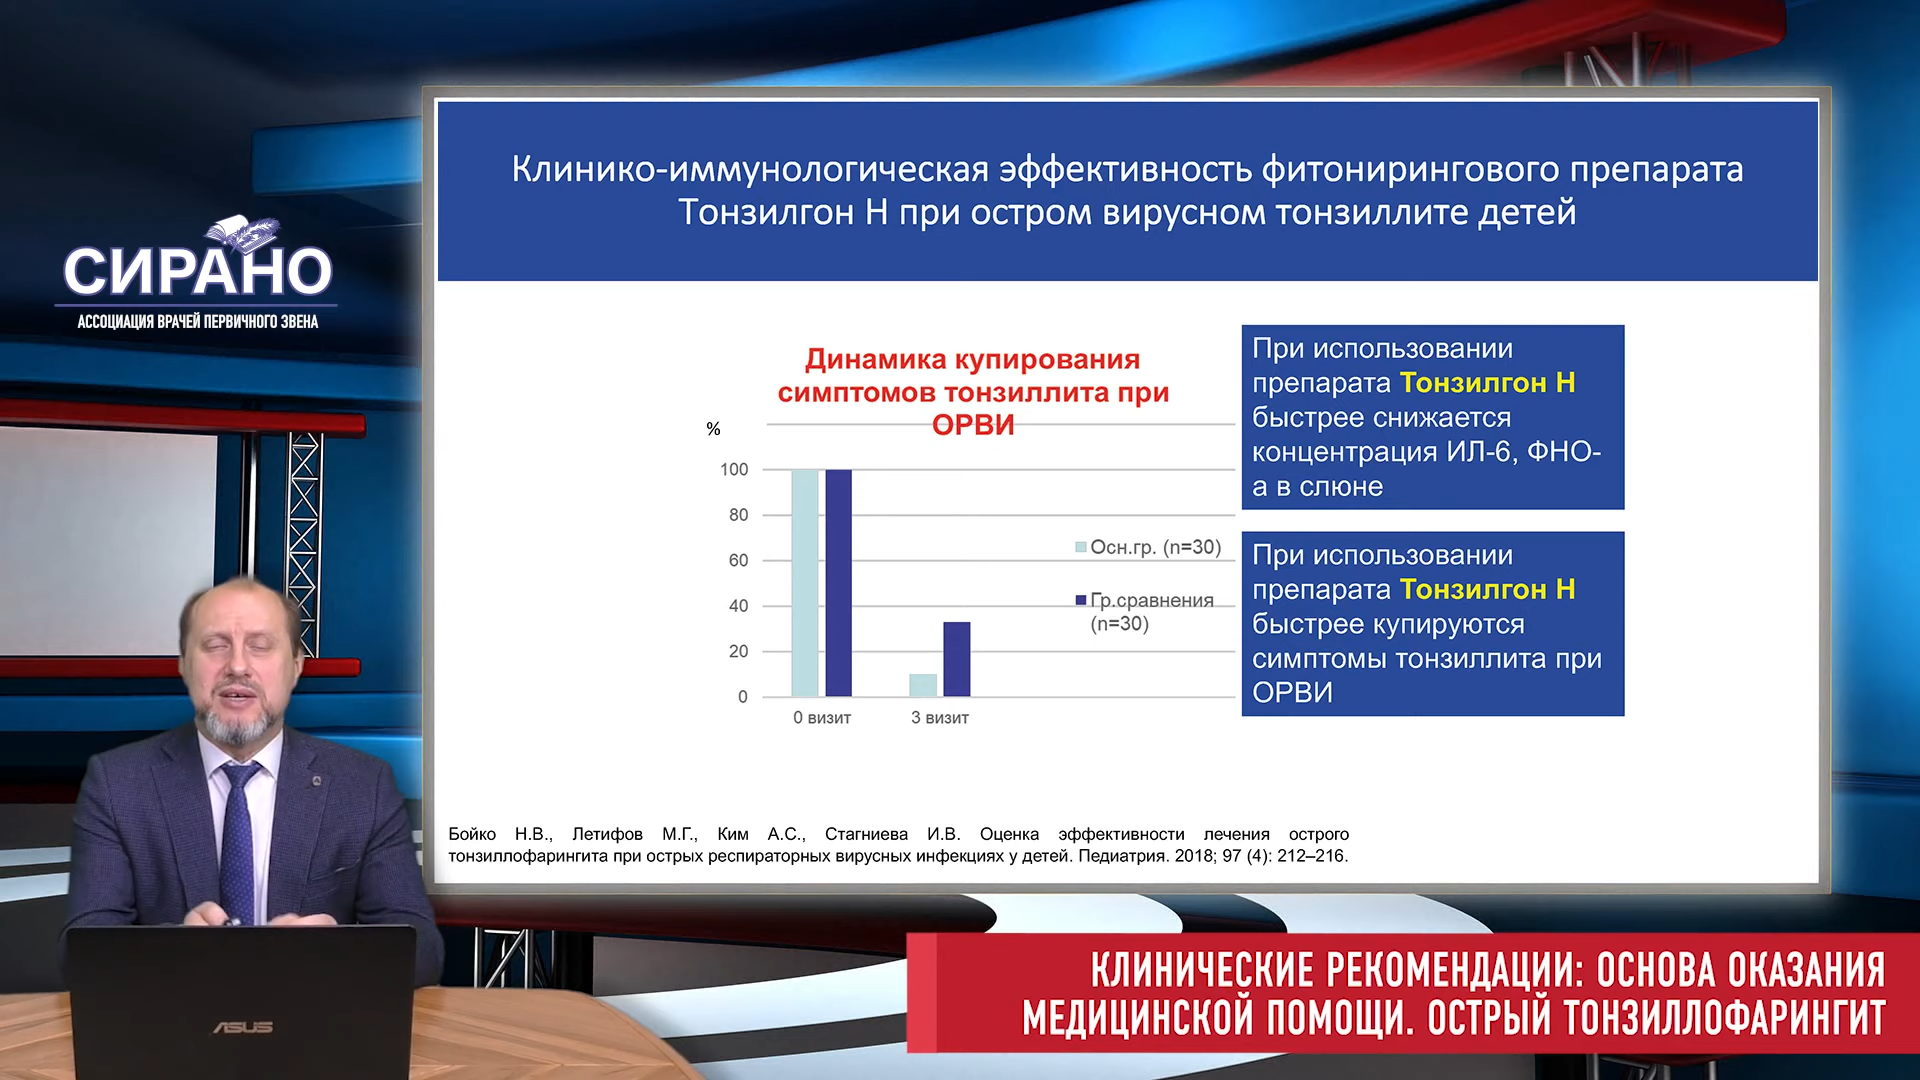 Клинико-иммунологическая эффективность фитонирингового препарата
Тонзилгон Н при остром вирусном тонзиллите детей
СИРАНО
АССОЦИАЦИЯ ВРАЧЕЙ ПЕРВИЧНОГО ЗВЕНА
Динамика купирования
симптомов тонзиллита при
ОРВИ
%
100
80
60
40
20
0
0 визит
3 визит
Осн.гр. (n=30)
Гр.сравнения
(n=30)
При использовании
препарата Тонзилгон Н
быстрее снижается
концентрация ИЛ-6, ФНО-
а в слюне
При использовании
препарата Тонзилгон Н
быстрее купируются
симптомы тонзиллита при
ОРВИ
Бойко Н.В., Летифов М.Г., Ким А.С., Стагниева И.В. Оценка эффективности лечения острого
тонзиллофарингита при острых респираторных вирусных инфекциях у детей. Педиатрия. 2018; 97 (4): 212–216.
ASUS
КЛИНИЧЕСКИЕ РЕКОМЕНДАЦИИ: ОСНОВА ОКАЗАНИЯ
МЕДИЦИНСКОЙ ПОМОЩИ. ОСТРЫЙ ТОНЗИЛЛОФАРИНГИТ